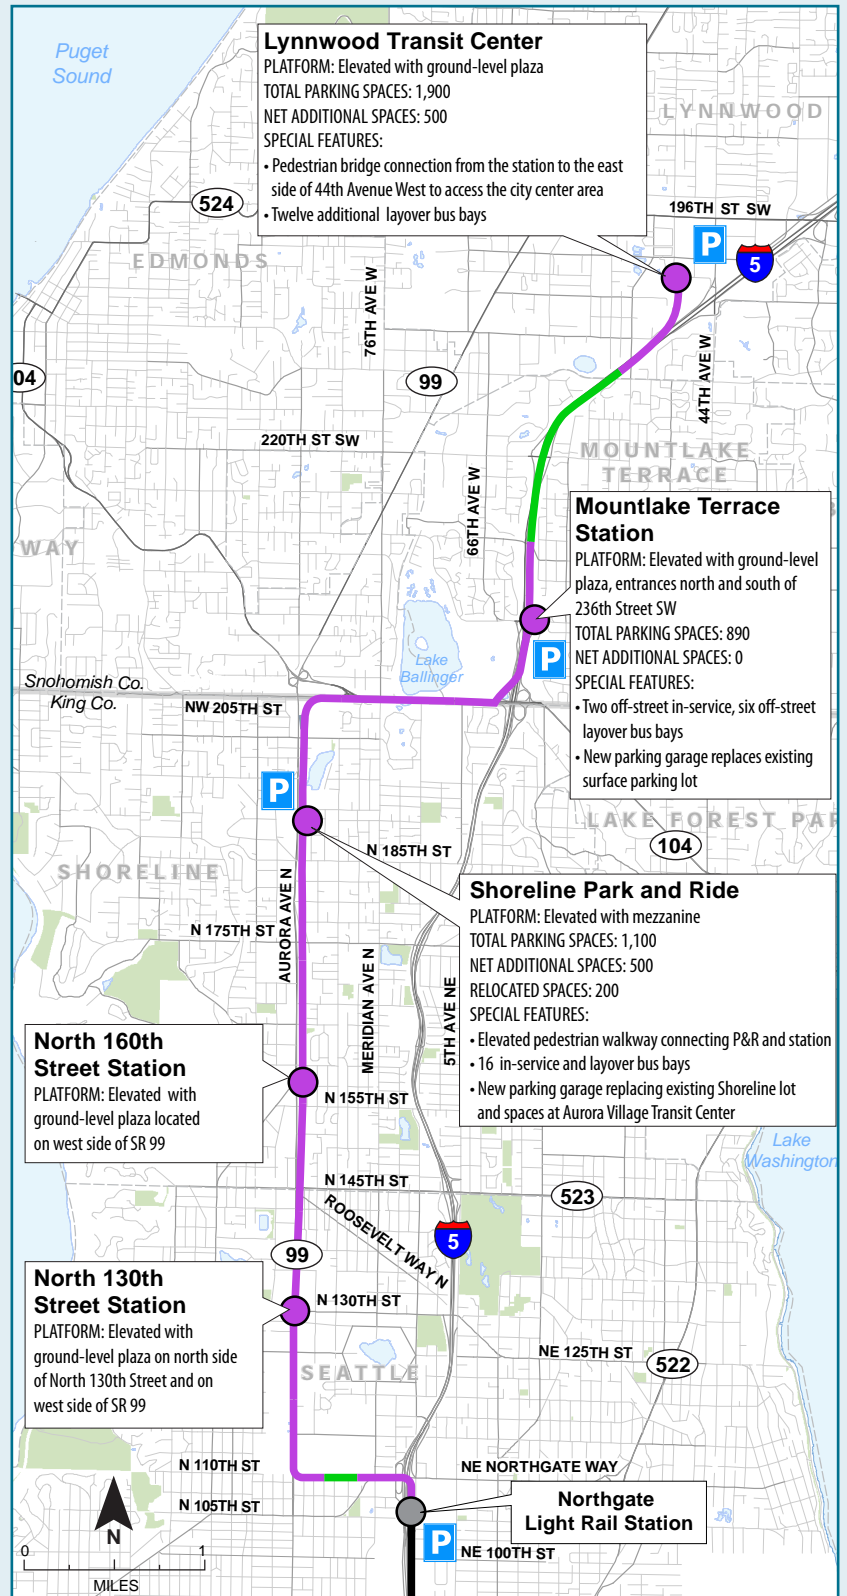 Puget
Sound
Lynnwood Transit Center
PLATFORM: Elevated with ground-level plaza
TOTAL PARKING SPACES: 1,900
NET ADDITIONAL SPACES: 500
SPECIAL FEATURES:
• Pedestrian bridge connection from the station to the east
side of 44th Avenue West to access the city center area
• Twelve additional layover bus bays
LYNNWOOD
524
196TH ST SW
P
5
EDMONDS
76TH AVE W
04
99
44TH AVE W
220TH ST SW
MOUNTLAKE
TERRACE
66TH AVE W
WAY
Mountlake Terrace
Station
PLATFORM: Elevated with ground-level
plaza, entrances north and south of
236th Street SW
TOTAL PARKING SPACES: 890
NET ADDITIONAL SPACES: 0
SPECIAL FEATURES:
• Two off-street in-service, six off-street
layover bus bays
• New parking garage replaces existing
surface parking lot
P
Lake
Ballinger
Snohomish Co.
King Co.
NW 205TH ST
P
LAKE FOREST PAR
104
N 185TH ST
SHORELINE
AURORA AVE N
N 175TH ST
MERIDIAN AVE N
5TH AVE NE
Shoreline Park and Ride
PLATFORM: Elevated with mezzanine
TOTAL PARKING SPACES: 1,100
NET ADDITIONAL SPACES: 500
RELOCATED SPACES: 200
SPECIAL FEATURES:
• Elevated pedestrian walkway connecting P&R and station
• 16 in-service and layover bus bays
• New parking garage replacing existing Shoreline lot
and spaces at Aurora Village Transit Center
North 160th
Street Station
PLATFORM: Elevated with
ground-level plaza located
on west side of SR 99
N 155TH ST
Lake
Washington
N 145TH ST
523
ROOSEVELT WAY N
5
99
North 130th
Street Station
PLATFORM: Elevated with
ground-level plaza on north side
of North 130th Street and on
west side of SR 99
N 130TH ST
NE 125TH ST
522
SEATTLE
N 110TH ST
NE NORTHGATE WAY
N 105TH ST
Northgate
Light Rail Station
P
NE 100TH ST
N
0
1
MILES